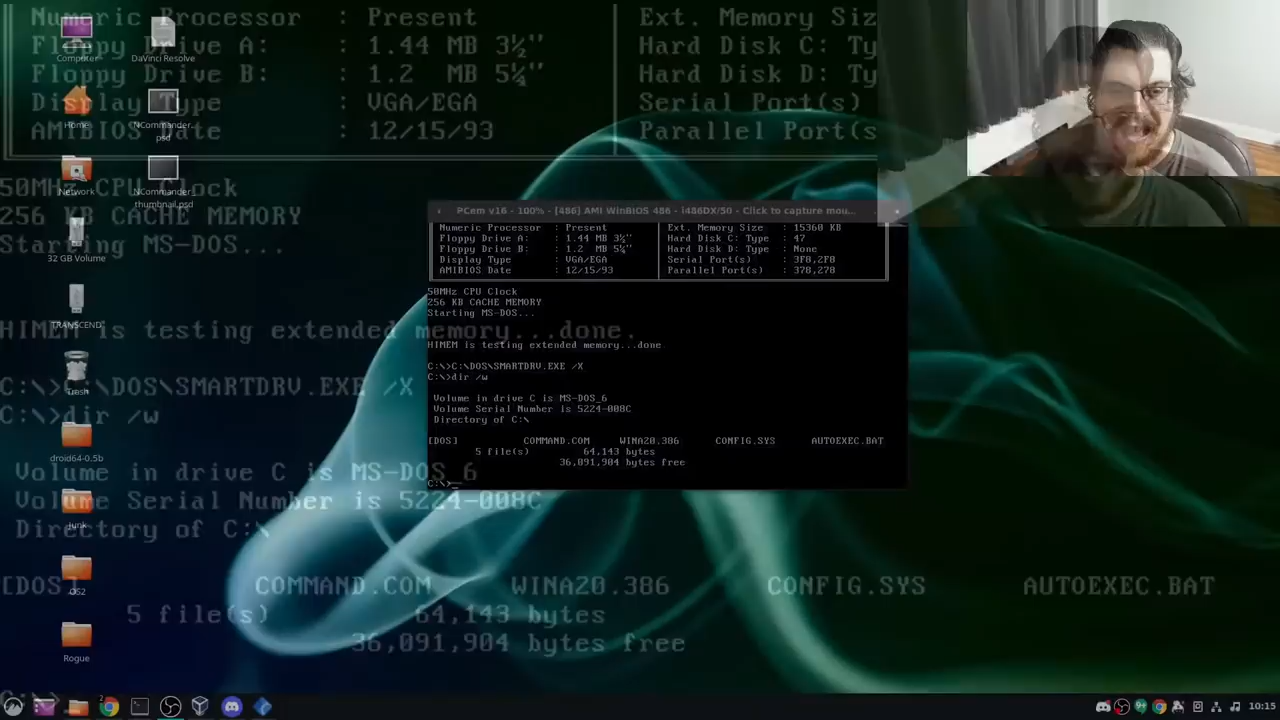 Numeric Processor : Present
Ext. Memory Siz
Floppy Drive A: : 1.44 MB 3½"
Hard Disk C: Ty
Floppy Drive B: : 1.2 MB 5¼"
Hard Disk D: Ty
Display Type : VGA/EGA
Serial Port(s)
AMIBIOS Date : 12/15/93
Parallel Port(s
50MHz CPU Clock
256 KB CACHE MEMORY
Starting MS-DOS...
HIMEM is testing extended memory...done.
C:\>C:\DOS\SMARTDRV.EXE /X
C:\>dir /w
Volume in drive C is MS-DOS_6
Volume Serial Number is 5224-008C
Directory of C:\
[DOS] COMMAND.COM WINA20.386 CONFIG.SYS AUTOEXEC.BAT
5 file(s) 64,143 bytes
36,091,904 bytes free
C:\>
Computer
DaVinci Resolve
Home
NCommander.
psd
Network
NCommander
thumbnail.psd
32 GB Volume
TRANSCEND
Trash
droid64-0.5b
Junk
OS2
Rogue
PCem v16 - 100% - [486] AMI WinBIOS 486 - i486DX/50 - Click to capture mou...
Numeric Processor : Present
Ext. Memory Size : 15360 KB
Floppy Drive A: : 1.44 MB 3½"
Hard Disk C: Type : 47
Floppy Drive B: : 1.2 MB 5¼"
Hard Disk D: Type : None
Display Type : VGA/EGA
Serial Port(s) : 3F8,2F8
AMIBIOS Date : 12/15/93
Parallel Port(s) : 378,278
50MHz CPU Clock
256 KB CACHE MEMORY
Starting MS-DOS...
HIMEM is testing extended memory...done
C:\>C:\DOS\SMARTDRV.EXE /X
C:\>dir /w
Volume in drive C is MS-DOS_6
Volume Serial Number is 5224-008C
Directory of C:\
[DOS] COMMAND.COM WINA20.386 CONFIG.SYS AUTOEXEC.BAT
5 file(s) 64,143 bytes
36,091,904 bytes free
C:\>_
2
10:15